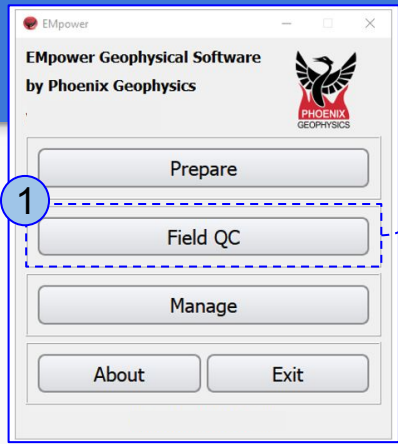 EMpower
EMpower Geophysical Software
by Phoenix Geophysics
PHOENIX
GEOPHYSICS
Prepare
1
Field QC
Manage
About
Exit